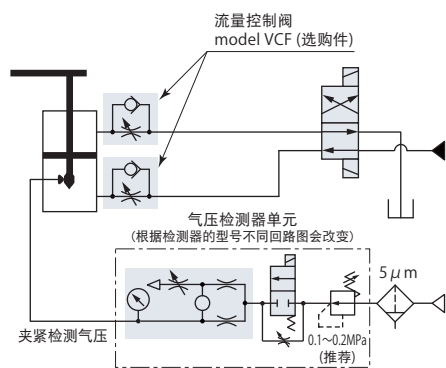 流量控制阀
model VCF (选购件)
气压检测器单元
(根据检测器的型号不同回路图会改变)
5μm
夹紧检测气压
0.1~0.2MPa
(推荐)